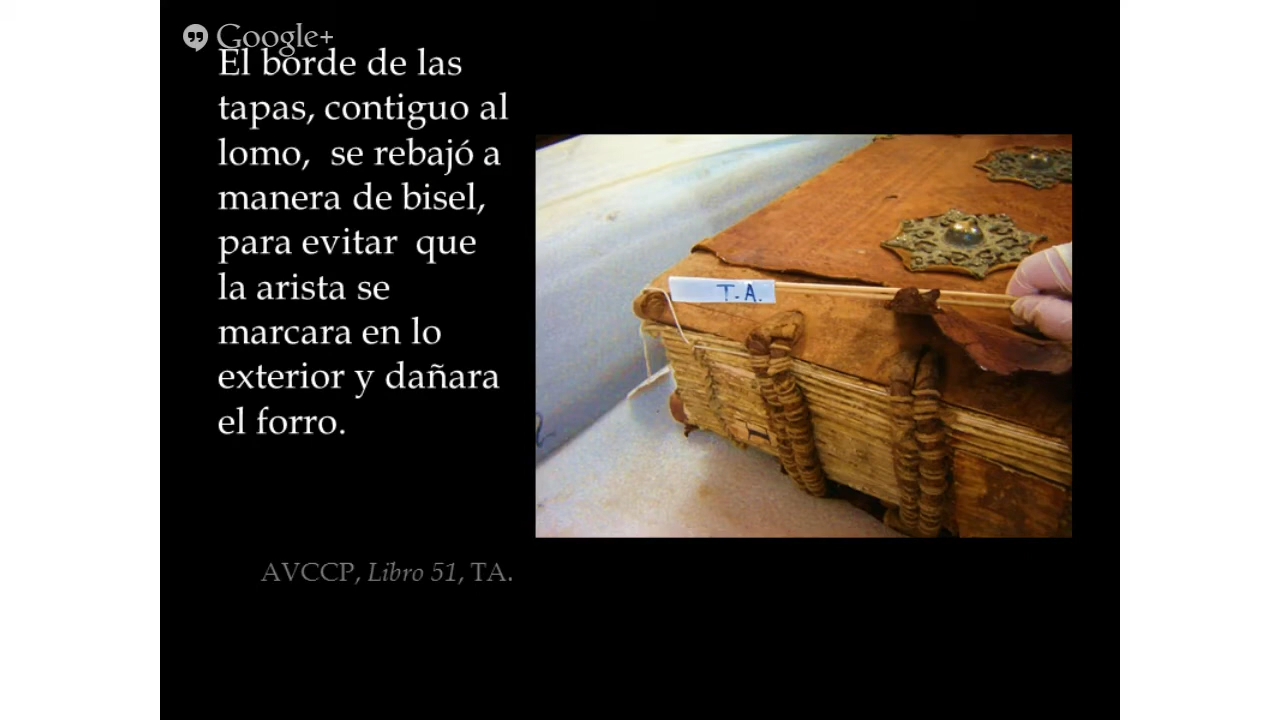 Google+
El borde de las
tapas, contiguo al
lomo, se rebajó a
manera de bisel,
para evitar que
la arista se
marcara en lo
exterior y dañara
el forro.
T.A.
AVCCP, Libro 51, TA.